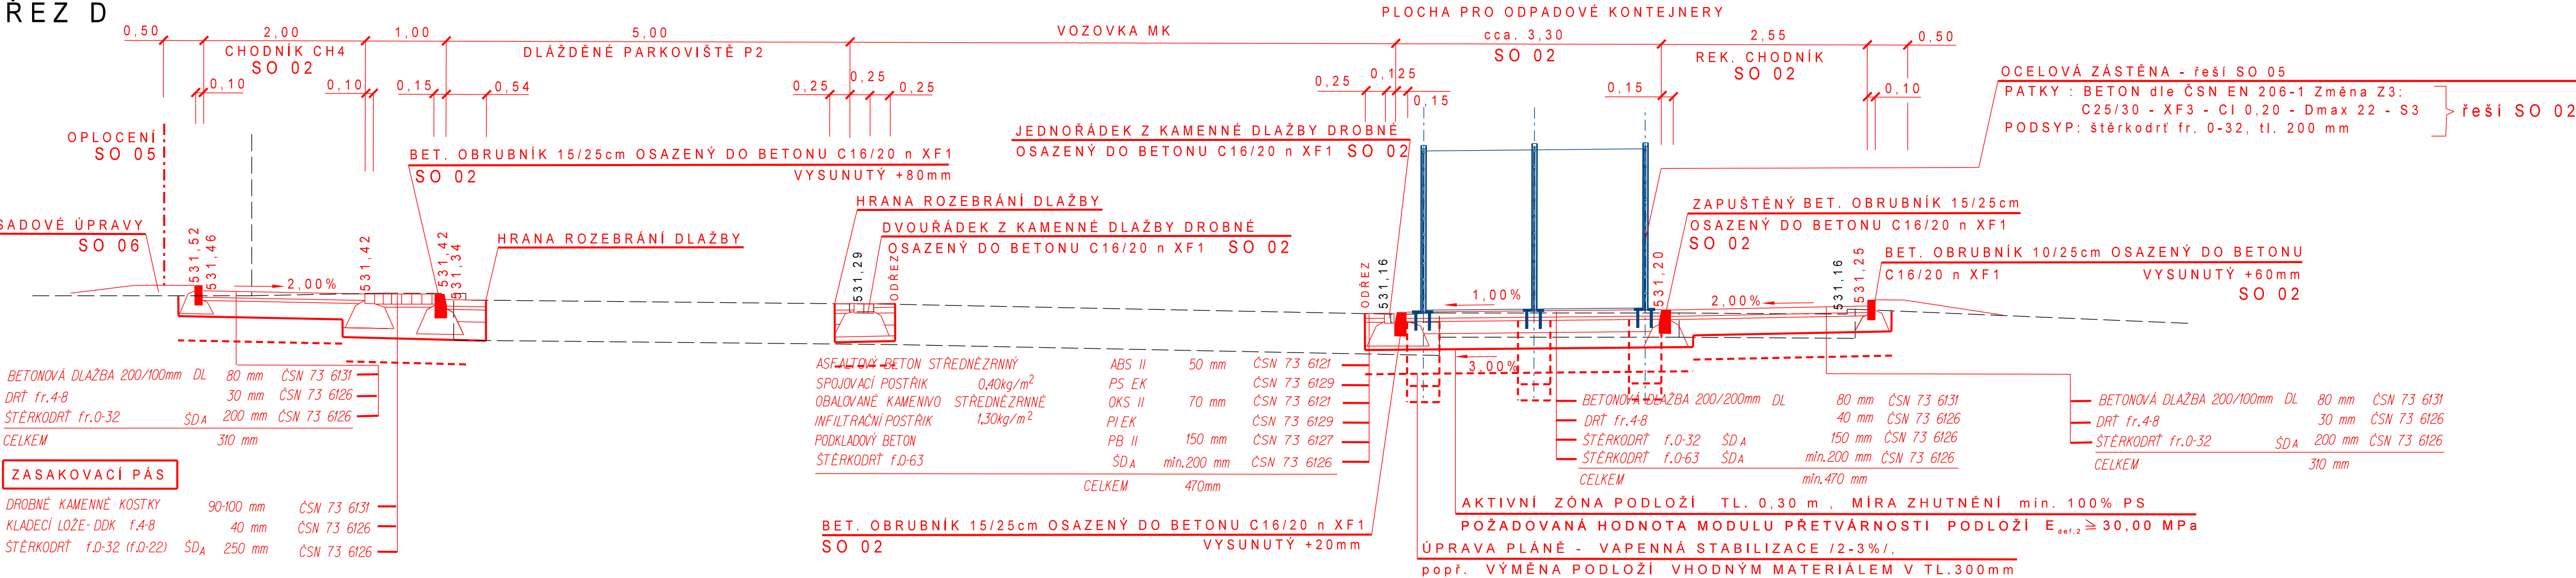 ŘEZ D
PLOCHA PRO ODPADOVÉ KONTEJNERY
0,50 2,00 1,00 5,00 VOZOVKA MK cca. 3,30 2,55 0,50
CHODNÍK CH4 DLÁŽDĚNÉ PARKOVIŠTĚ P2 SO 02 REK. CHODNÍK
SO 02 SO 02
0,10 0,10 0,15 0,54 0,25 0,25 0,25 0,25 0,125 0,15 0,15 0,10
OCELOVÁ ZÁSTĚNA - řeší SO 05
PATKY : BETON dle ČSN EN 206-1 Změna Z3:
C25/30 - XF3 - Cl 0,20 - Dmax 22 - S3
PODSYP: štěrkodrť fr. 0-32, tl. 200 mm
řeší SO 02
OPLOCENÍ
SO 05
BET. OBRUBNÍK 15/25cm OSAZENÝ DO BETONU C16/20 n XF1
SO 02 VYSUNUTÝ +80mm
JEDNOŘÁDEK Z KAMENNÉ DLAŽBY DROBNÉ
OSAZENÝ DO BETONU C16/20 n XF1 SO 02
HRANA ROZEBRÁNÍ DLAŽBY
DVOUŘÁDEK Z KAMENNÉ DLAŽBY DROBNÉ
OSAZENÝ DO BETONU C16/20 n XF1 SO 02
ZAPUŠTĚNÝ BET. OBRUBNÍK 15/25cm
OSAZENÝ DO BETONU C16/20 n XF1
SO 02
SADOVÉ ÚPRAVY
SO 06
HRANA ROZEBRÁNÍ DLAŽBY
BET. OBRUBNÍK 10/25cm OSAZENÝ DO BETONU
C16/20 n XF1 VYSUNUTÝ +60mm
SO 02
531,52
531,46
531,42
531,42
531,34
531,29
ODŘEZ
ODŘEZ
531,16
531,20
531,16
531,25
2,00%
1,00%
2,00%
3,00%
BETONOVÁ DLAŽBA 200/100mm DL 80 mm ČSN 73 6131
DRŤ fr.4-8 30 mm ČSN 73 6126
ŠTĚRKODRŤ fr.0-32 ŠDA 200 mm ČSN 73 6126
CELKEM 310 mm
ZASAKOVACÍ PÁS
DROBNÉ KAMENNÉ KOSTKY 90-100 mm ČSN 73 6131
KLADECÍ LOŽE- DDK f.4-8 40 mm ČSN 73 6126
ŠTĚRKODRŤ f.0-32 (f.0-22) ŠDA 250 mm ČSN 73 6126
ASFALTOVÝ BETON STŘEDNĚZRNNÝ ABS II 50 mm ČSN 73 6121
SPOJOVACÍ POSTŘIK 0,40kg/m2 PS EK ČSN 73 6129
OBALOVANÉ KAMENIVO STŘEDNĚZRNNÉ OKS II 70 mm ČSN 73 6121
INFILTRAČNÍ POSTŘIK 1,30kg/m2 PI EK ČSN 73 6129
PODKLADOVÝ BETON PB II 150 mm ČSN 73 6127
ŠTĚRKODRŤ f.0-63 ŠDA min.200 mm ČSN 73 6126
CELKEM 470mm
BETONOVÁ DLAŽBA 200/200mm DL 80 mm ČSN 73 6131
DRŤ fr.4-8 40 mm ČSN 73 6126
ŠTĚRKODRŤ f.0-32 ŠDA 150 mm ČSN 73 6126
ŠTĚRKODRŤ f.0-63 ŠDA min.200 mm ČSN 73 6126
CELKEM min.470 mm
BETONOVÁ DLAŽBA 200/100mm DL 80 mm ČSN 73 6131
DRŤ fr.4-8 30 mm ČSN 73 6126
ŠTĚRKODRŤ fr.0-32 ŠDA 200 mm ČSN 73 6126
CELKEM 310 mm
AKTIVNÍ ZÓNA PODLOŽÍ TL. 0,30 m , MÍRA ZHUTNĚNÍ min. 100% PS
POŽADOVANÁ HODNOTA MODULU PŘETVÁRNOSTI PODLOŽÍ Edef,2 ≧ 30,00 MPa
BET. OBRUBNÍK 15/25cm OSAZENÝ DO BETONU C16/20 n XF1
SO 02 VYSUNUTÝ +20mm
ÚPRAVA PLÁNĚ - VAPENNÁ STABILIZACE /2-3%/,
popř. VÝMĚNA PODLOŽÍ VHODNÝM MATERIÁLEM V TL.300mm